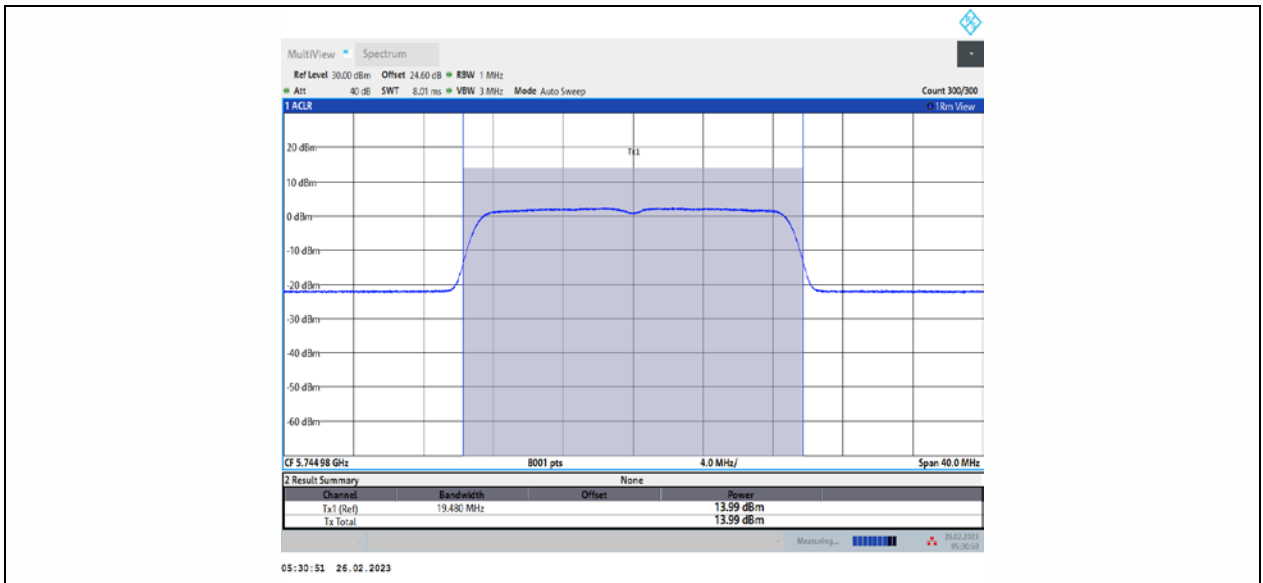 MultiView Spectrum
Ref Level 30.00 dBm Offset 24.60 dB RBW 1 MHz
Att 40 dB SWT 8.01 ms VBW 3 MHz Mode Auto Sweep Count 300/300
1 ACLR 1Rm View
20 dBm
Tx1
10 dBm
0 dBm
-10 dBm
-20 dBm
-30 dBm
-40 dBm
-50 dBm
-60 dBm
CF 5.74498 GHz 8001 pts 4.0 MHz/ Span 40.0 MHz
2 Result Summary None
Channel Bandwidth Offset Power
Tx1 (Ref) 19.480 MHz 13.99 dBm
Tx Total 13.99 dBm
Measuring... 26.02.2023
05:30:50
05:30:51 26.02.2023